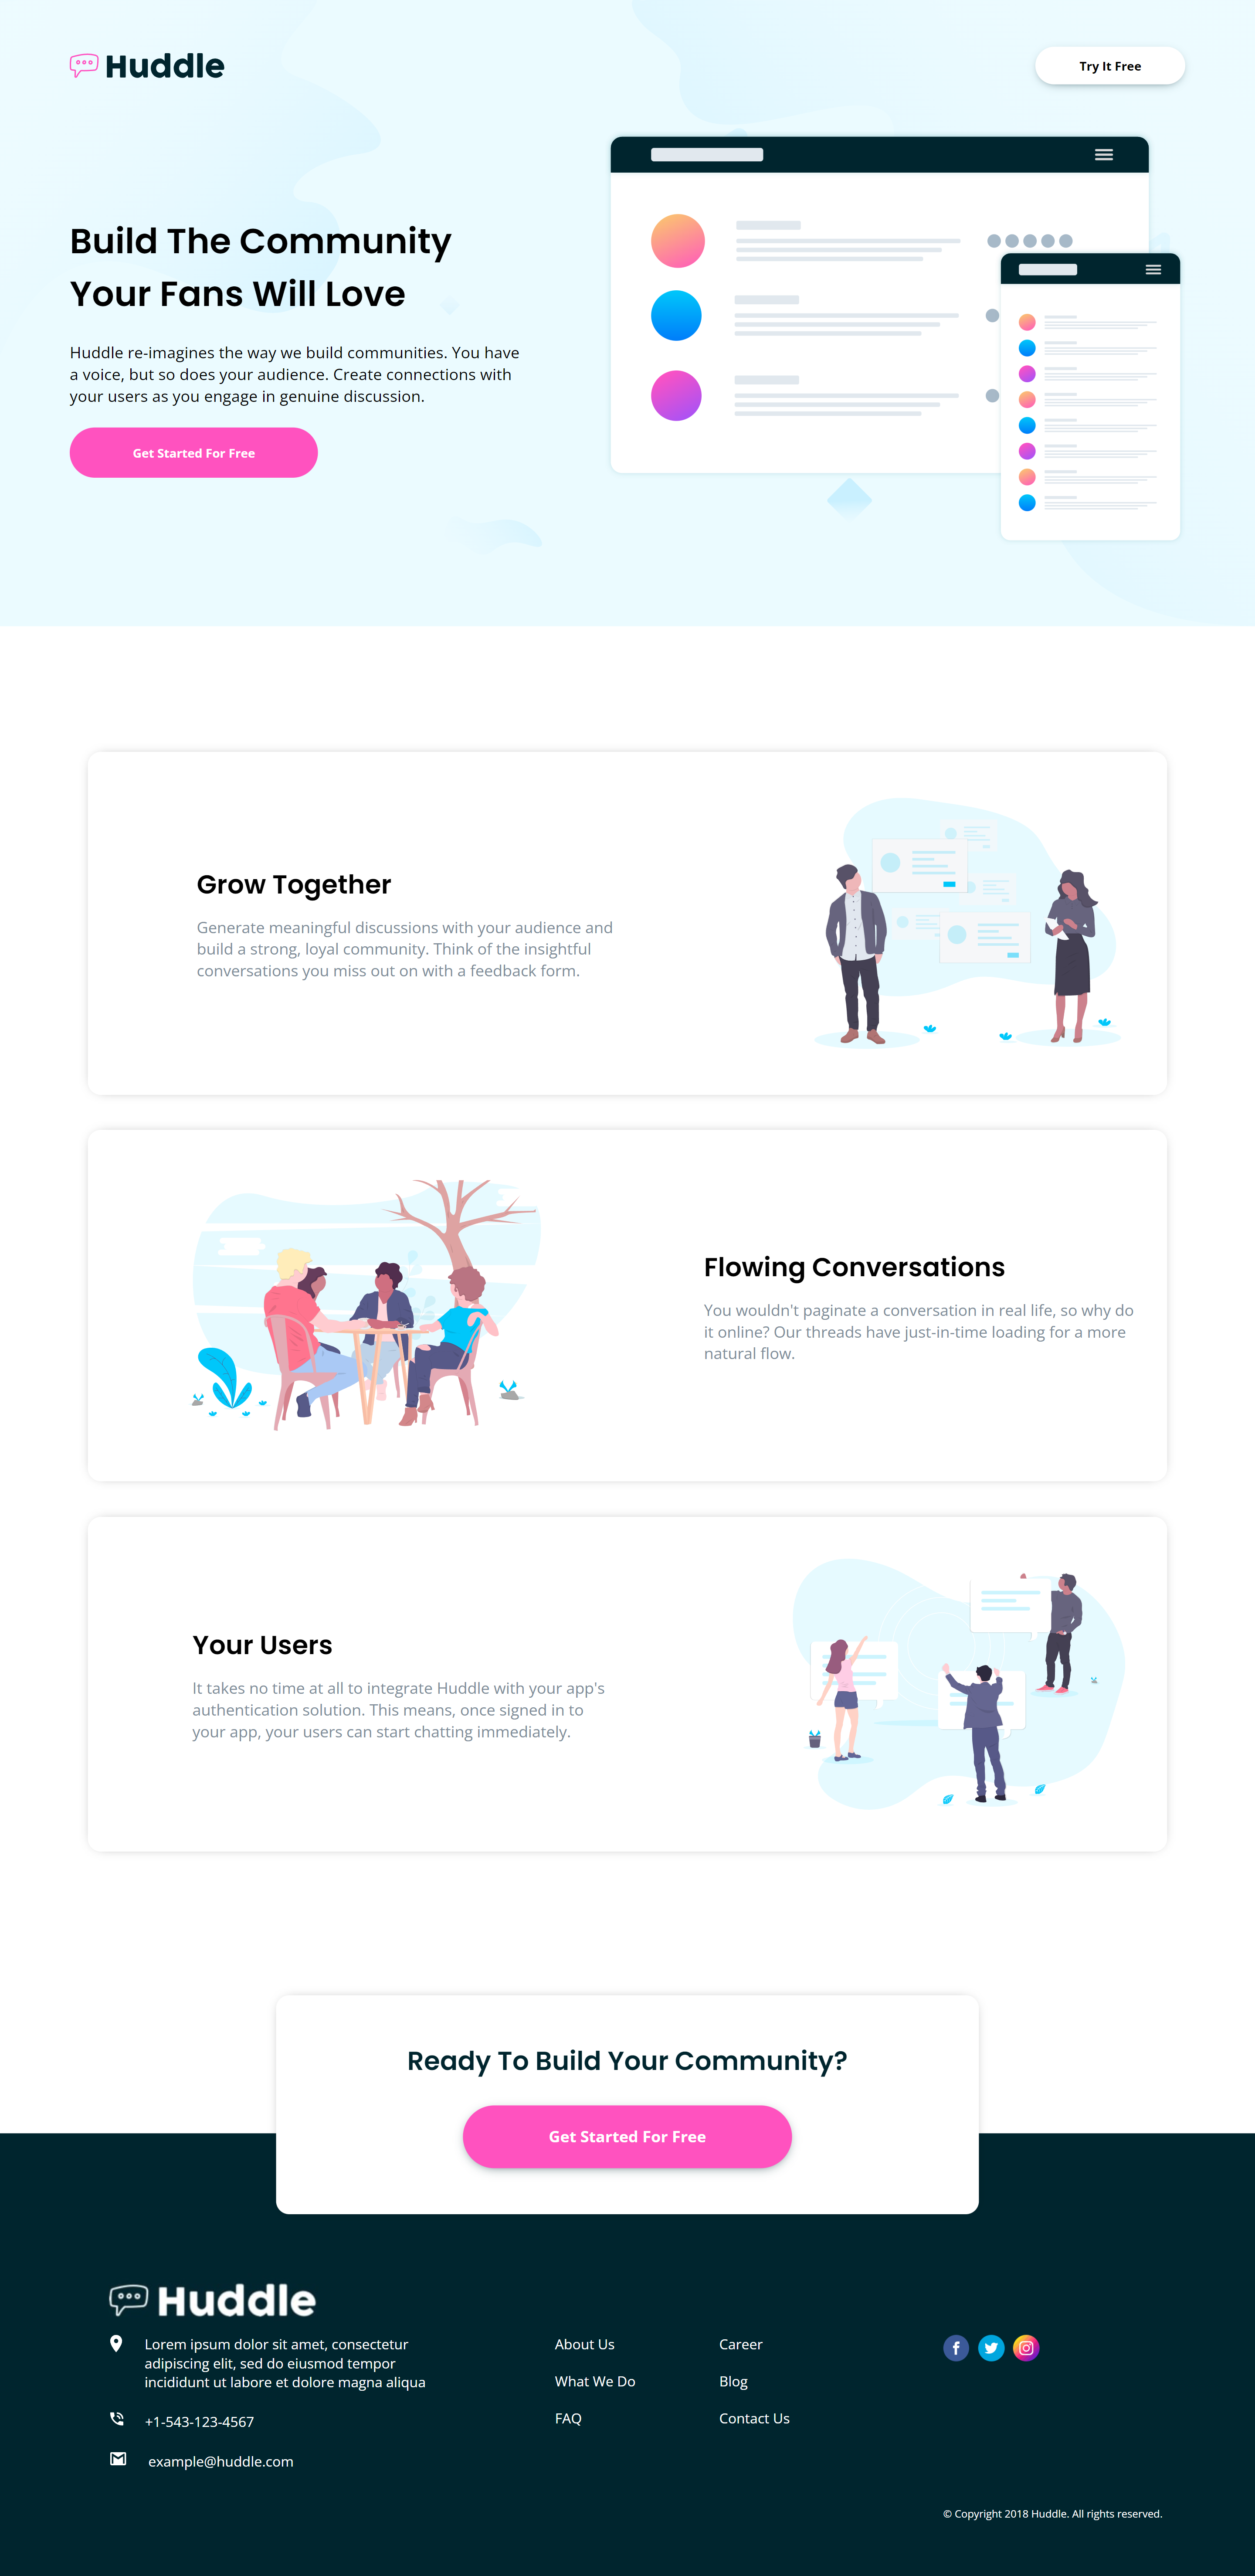 Huddle
Try It Free
Build The Community
Your Fans Will Love
Huddle re-imagines the way we build communities. You have
a voice, but so does your audience. Create connections with
your users as you engage in genuine discussion.
Get Started For Free
Grow Together
Generate meaningful discussions with your audience and
build a strong, loyal community. Think of the insightful
conversations you miss out on with a feedback form.
Flowing Conversations
You wouldn't paginate a conversation in real life, so why do
it online? Our threads have just-in-time loading for a more
natural flow.
Your Users
It takes no time at all to integrate Huddle with your app's
authentication solution. This means, once signed in to
your app, your users can start chatting immediately.
Ready To Build Your Community?
Get Started For Free
Huddle
Lorem ipsum dolor sit amet, consectetur
adipiscing elit, sed do eiusmod tempor
incididunt ut labore et dolore magna aliqua
+1-543-123-4567
example@huddle.com
About Us
What We Do
FAQ
Career
Blog
Contact Us
© Copyright 2018 Huddle. All rights reserved.